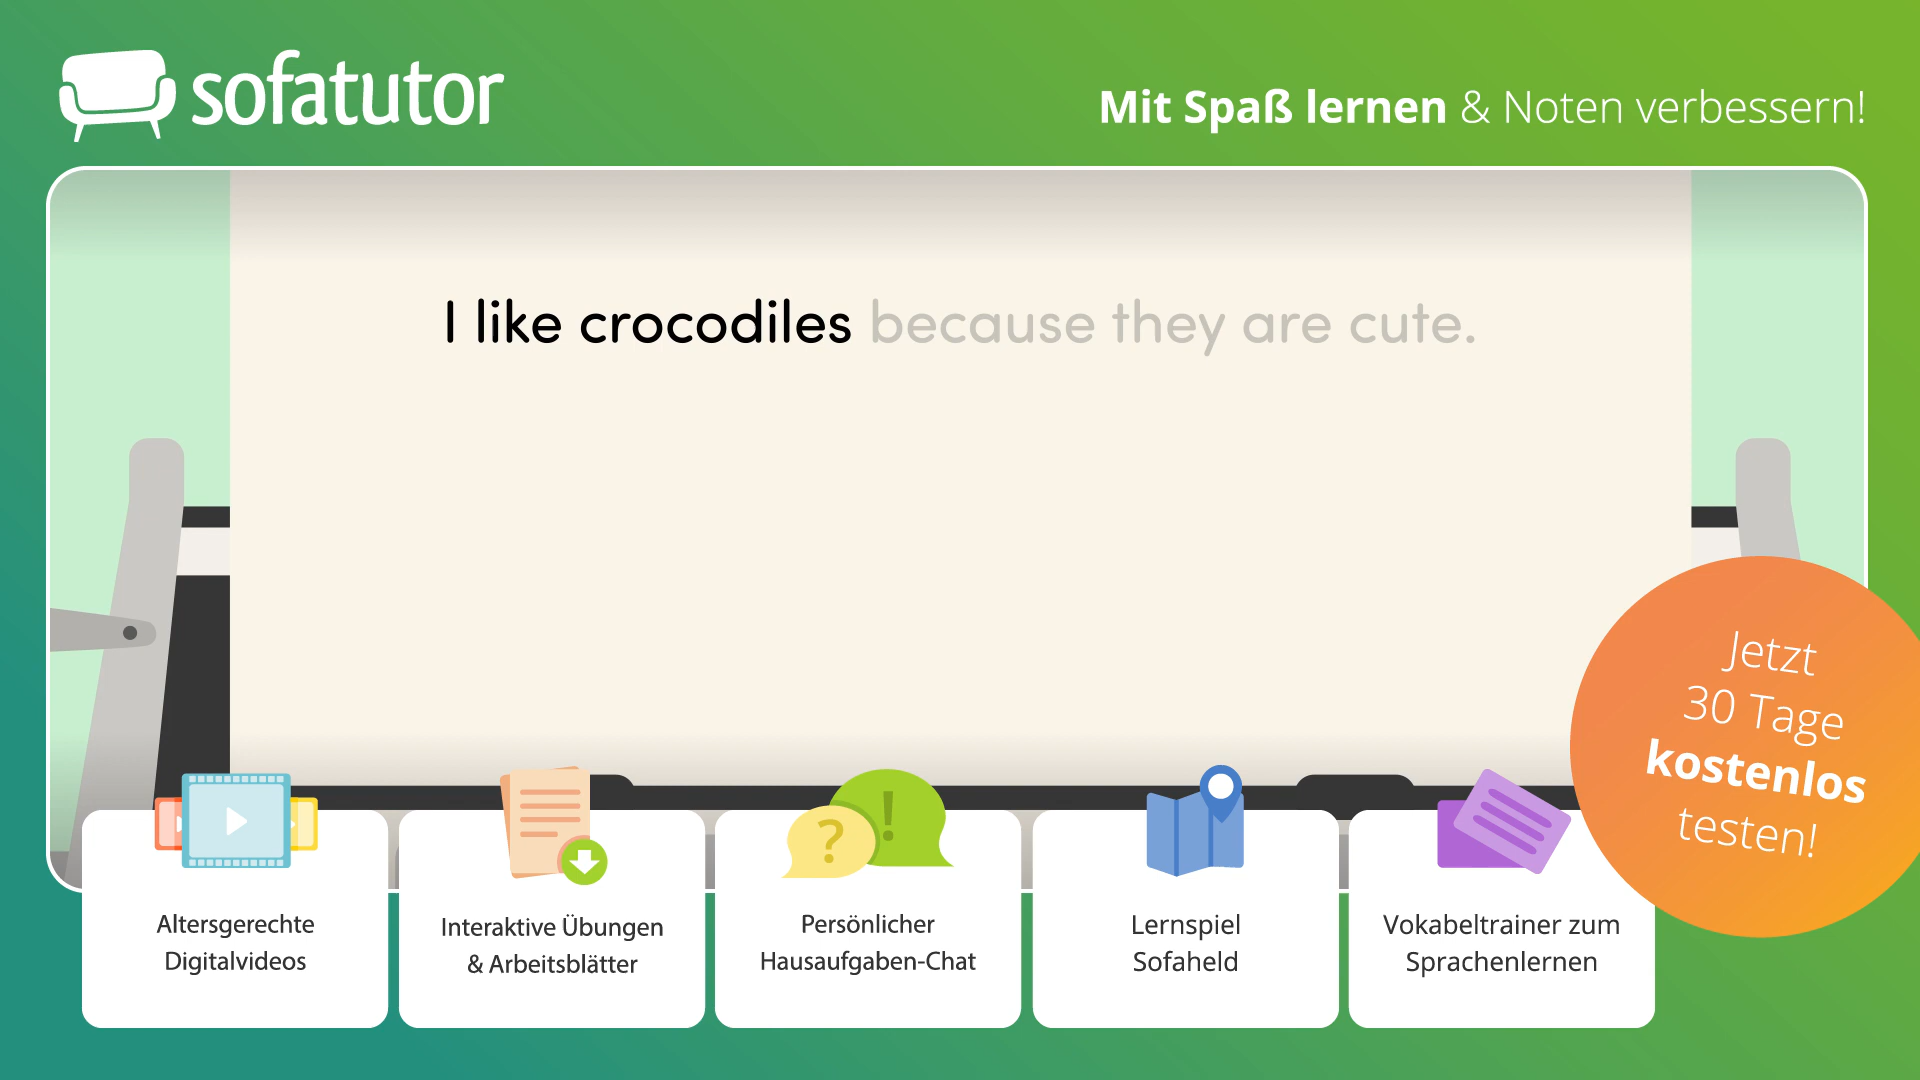 sofatutor
Mit Spaß lernen & Noten verbessern!
I like crocodiles because they are cute.
Jetzt
30 Tage
kostenlos
testen!
Altersgerechte
Digitalvideos
Interaktive Übungen
& Arbeitsblätter
?
!
Persönlicher
Hausaufgaben-Chat
Lernspiel
Sofaheld
Vokabeltrainer zum
Sprachenlernen